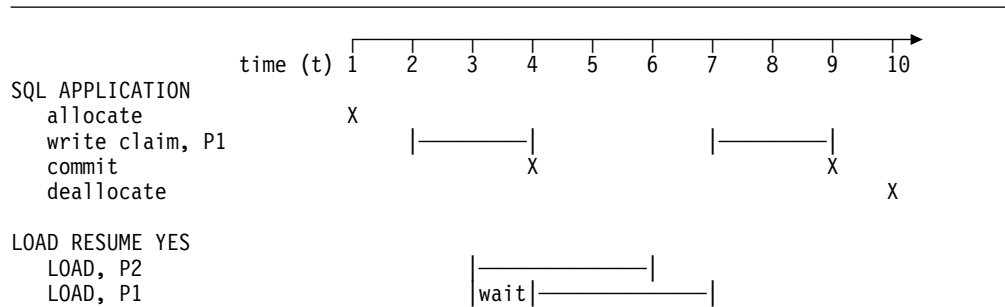 time (t) 1 2 3 4 5 6 7 8 9 10
SQL APPLICATION
allocate X
write claim, P1
commit X X
deallocate X
LOAD RESUME YES
LOAD, P2
LOAD, P1 wait